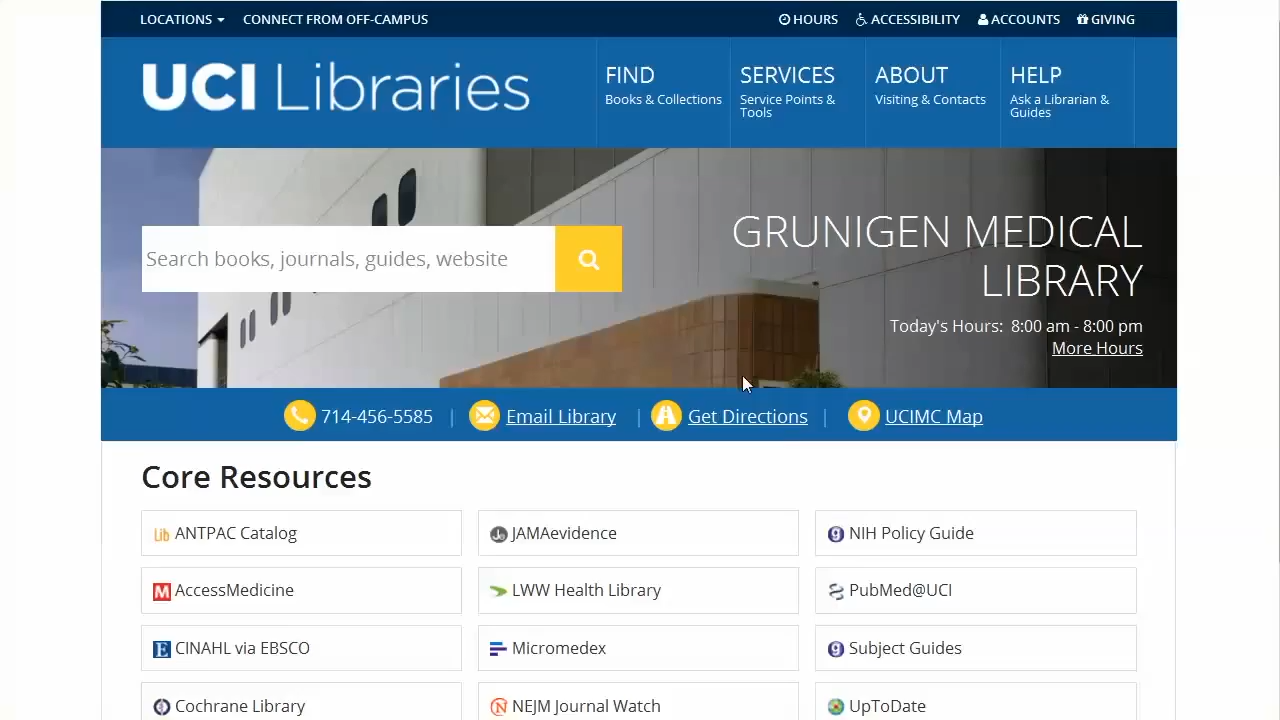 LOCATIONS CONNECT FROM OFF-CAMPUS HOURS ACCESSIBILITY ACCOUNTS GIVING
UCI Libraries
FIND
Books & Collections
SERVICES
Service Points &
Tools
ABOUT
Visiting & Contacts
HELP
Ask a Librarian &
Guides
Search books, journals, guides, website
GRUNIGEN MEDICAL
LIBRARY
Today's Hours: 8:00 am - 8:00 pm
More Hours
714-456-5585 | Email Library | Get Directions | UCIMC Map
Core Resources
Lib ANTPAC Catalog
JAMAevidence
g NIH Policy Guide
M AccessMedicine
LWW Health Library
PubMed@UCI
E CINAHL via EBSCO
Micromedex
g Subject Guides
Cochrane Library
N NEJM Journal Watch
UpToDate